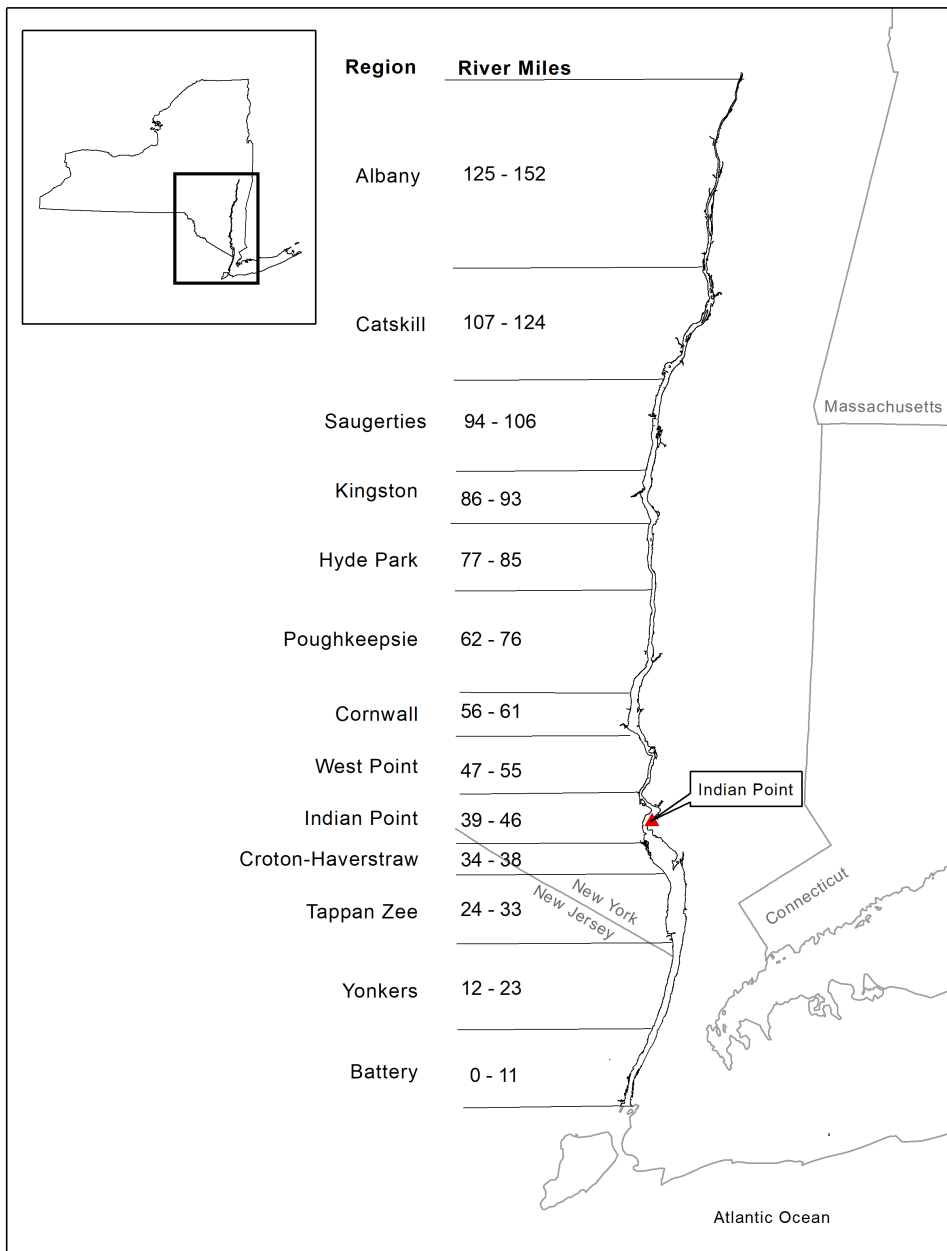 Region River Miles
Albany 125 - 152
Catskill 107 - 124
Massachusetts
Saugerties 94 - 106
Kingston 86 - 93
Hyde Park 77 - 85
Poughkeepsie 62 - 76
Cornwall 56 - 61
West Point 47 - 55
Indian Point
Indian Point 39 - 46
Croton-Haverstraw 34 - 38
Connecticut
New York
New Jersey
Tappan Zee 24 - 33
Yonkers 12 - 23
Battery 0 - 11
Atlantic Ocean